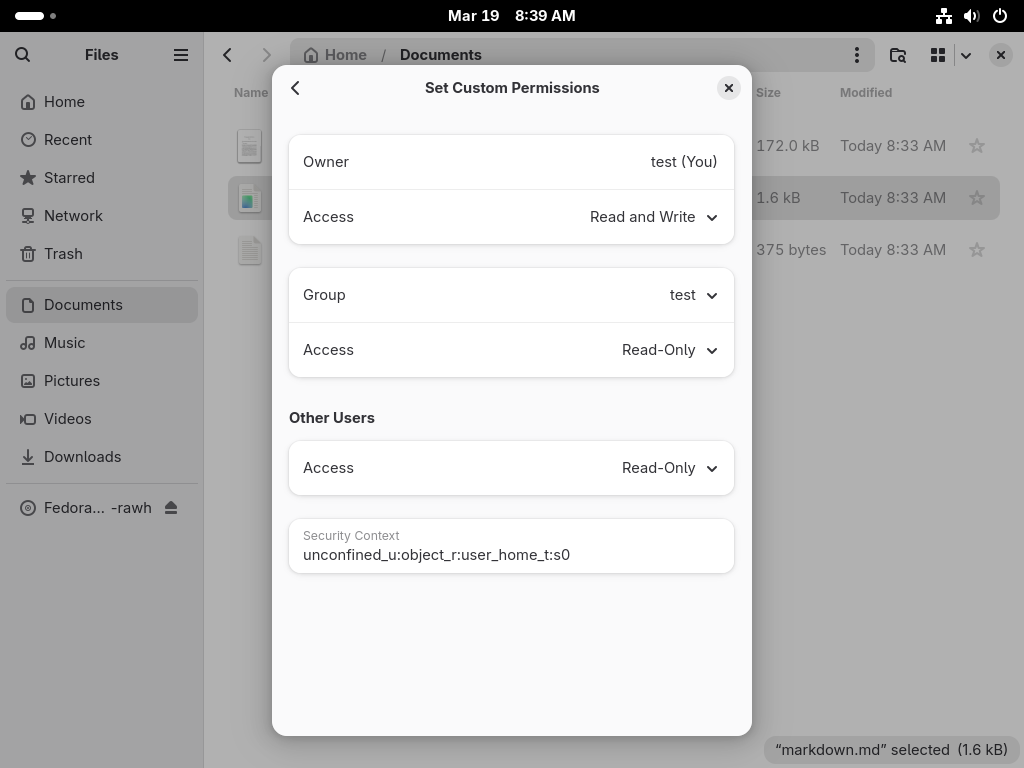 Mar 19 8:39 AM
Files
Home / Documents
Name
Size
Modified
Home
Recent
Starred
Network
Trash
Documents
Music
Pictures
Videos
Downloads
Fedora... -rawh
172.0 kB Today 8:33 AM
1.6 kB Today 8:33 AM
375 bytes Today 8:33 AM
Set Custom Permissions
Owner test (You)
Access Read and Write
Group test
Access Read-Only
Other Users
Access Read-Only
Security Context
unconfined_u:object_r:user_home_t:s0
“markdown.md” selected (1.6 kB)